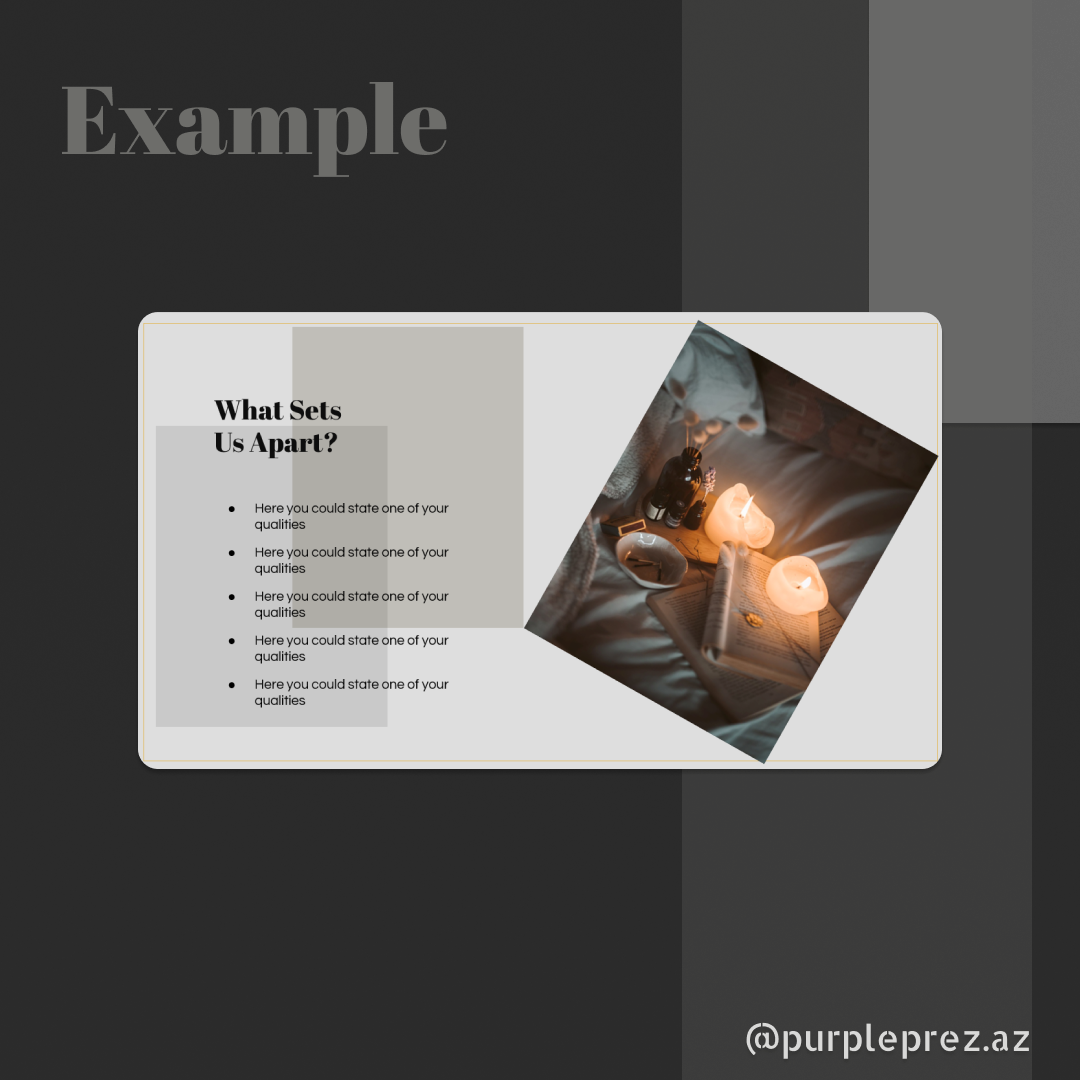 Example
What Sets
Us Apart?
● Here you could state one of your
qualities
● Here you could state one of your
qualities
● Here you could state one of your
qualities
● Here you could state one of your
qualities
● Here you could state one of your
qualities
@purpleprez.az